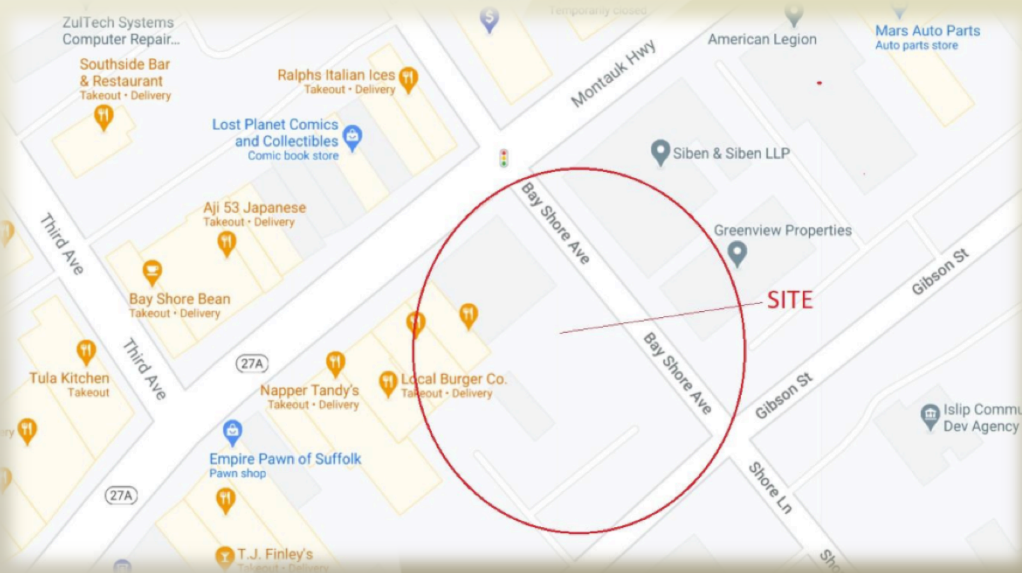 ZulTech Systems
Computer Repair...
Southside Bar
& Restaurant
Takeout • Delivery
Ralphs Italian Ices
Takeout • Delivery
Lost Planet Comics
and Collectibles
Comic book store
Temporarily closed
Montauk Hwy
American Legion
Mars Auto Parts
Auto parts store
Siben & Siben LLP
Bay Shore Ave
Greenview Properties
Gibson St
Third Ave
Aji 53 Japanese
Takeout • Delivery
Bay Shore Bean
Takeout • Delivery
SITE
Third Ave
Tula Kitchen
Takeout
27A
Napper Tandy's
Takeout • Delivery
Local Burger Co.
Takeout • Delivery
Bay Shore Ave
Gibson St
Islip Commu
Dev Agency
Empire Pawn of Suffolk
Pawn shop
27A
Shore Ln
T.J. Finley's
Takeout • Delivery
Sho